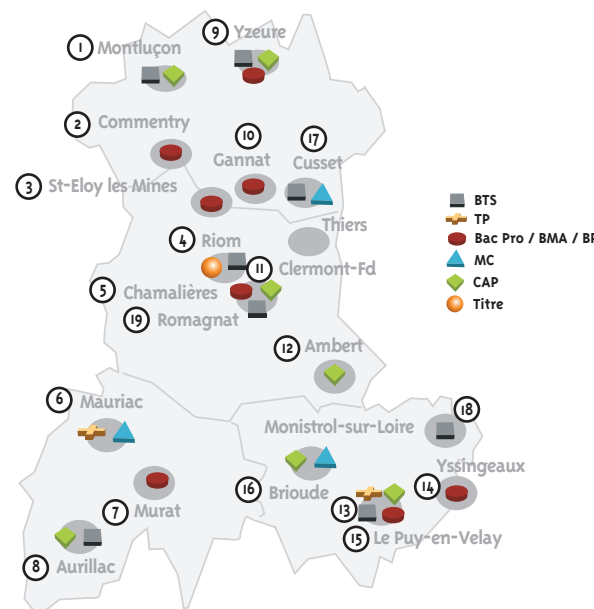 9 Yzeure
1 Montluçon
2 Commentry
10
Gannat
17
Cusset
3 St-Eloy les Mines
Thiers
4 Riom
11 Clermont-Fd
5 Chamalières
19 Romagnat
12 Ambert
BTS
TP
Bac Pro / BMA / BP
MC
CAP
Titre
6 Mauriac
7 Murat
8 Aurillac
18
Monistrol-sur-Loire
16 Brioude
Yssingeaux
14
13
15 Le Puy-en-Velay